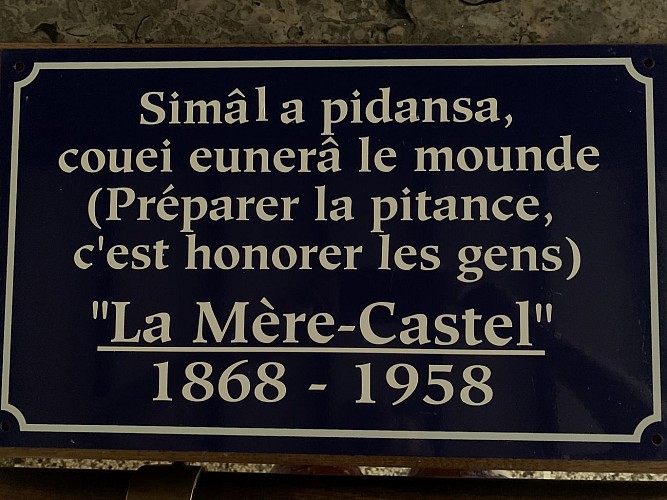 Simâl a pidansa,
couei eunerâ le mounde
(Préparer la pitance,
c'est honorer les gens)
"La Mère-Castel"
1868 - 1958